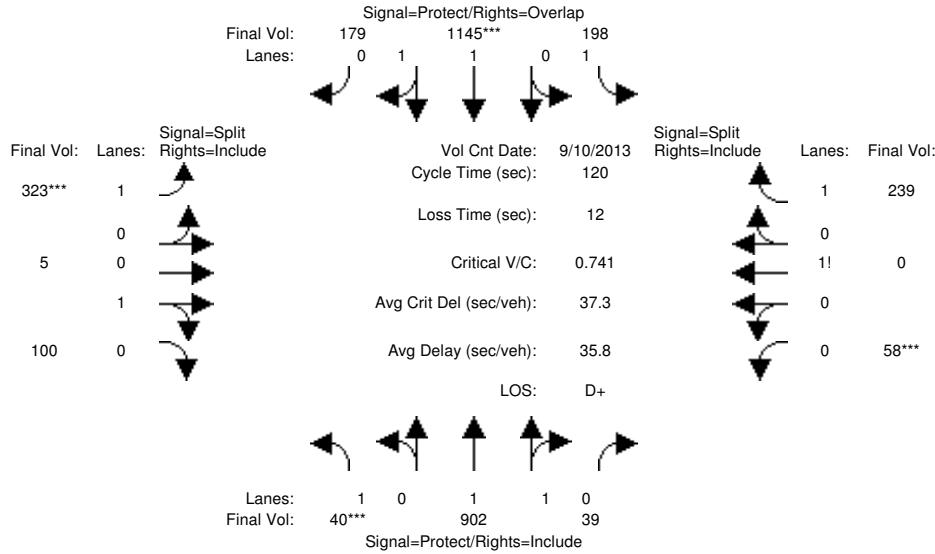 Signal=Protect/Rights=Overlap
Final Vol: 179 1145*** 198
Lanes: 0 1 1 0 1
Signal=Split
Rights=Include
Final Vol: Lanes:
Vol Cnt Date: 9/10/2013
Signal=Split
Rights=Include
Lanes: Final Vol:
Cycle Time (sec): 120
323*** 1
1 239
Loss Time (sec): 12
0
0
5 0
Critical V/C: 0.741
1! 0
1
Avg Crit Del (sec/veh): 37.3
0
100 0
Avg Delay (sec/veh): 35.8
0 58***
LOS: D+
Lanes: 1 0 1 1 0
Final Vol: 40*** 902 39
Signal=Protect/Rights=Include